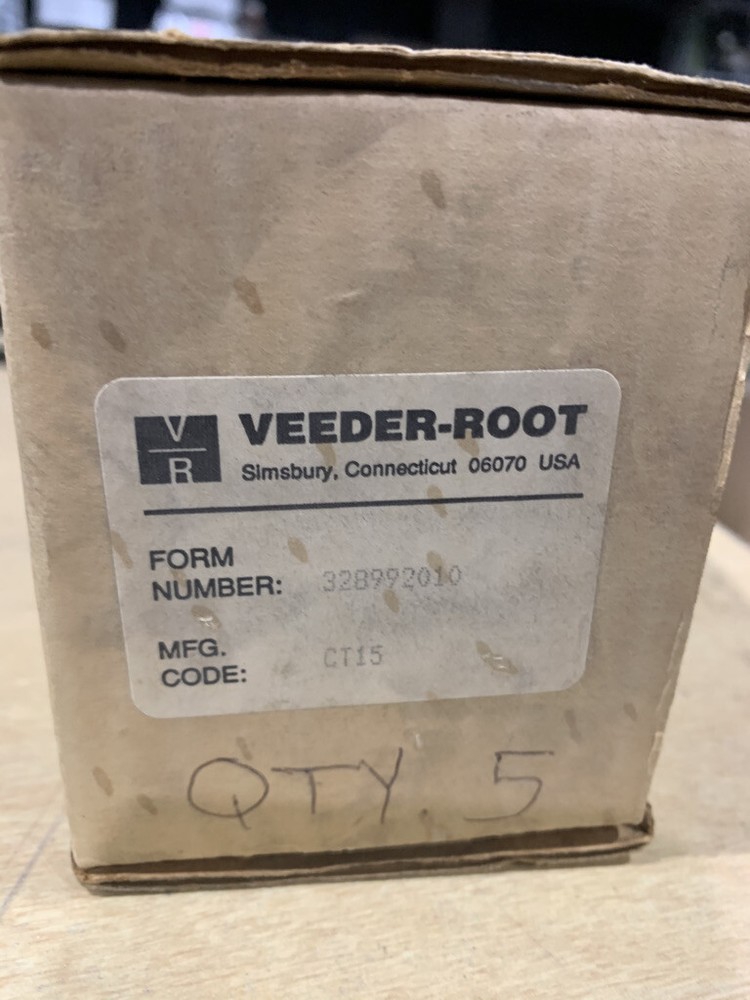 V
R
VEEDER-ROOT
Simsbury, Connecticut 06070 USA
FORM
NUMBER: 328992010
MFG.
CODE: CT15
QTY. 5